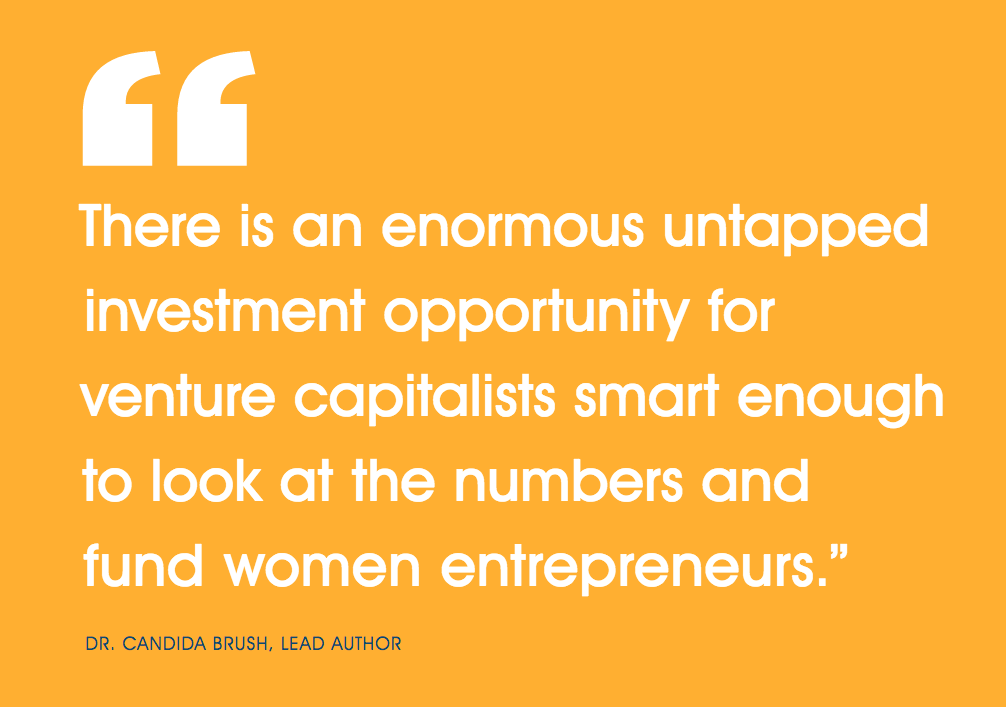 “
There is an enormous untapped
investment opportunity for
venture capitalists smart enough
to look at the numbers and
fund women entrepreneurs.”
DR. CANDIDA BRUSH, LEAD AUTHOR